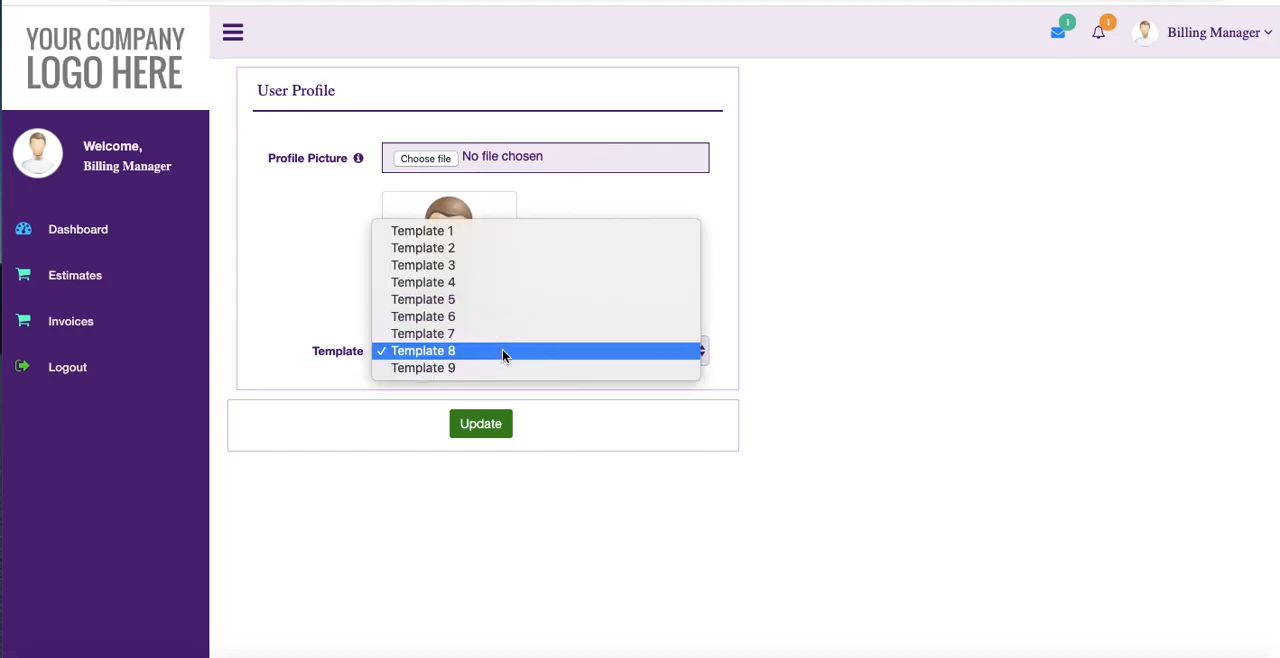 YOUR COMPANY
LOGO HERE
1
1
Billing Manager
Welcome,
Billing Manager
Dashboard
Estimates
Invoices
Logout
User Profile
Profile Picture
Choose file No file chosen
Template
Template 1
Template 2
Template 3
Template 4
Template 5
Template 6
Template 7
✓ Template 8
Template 9
Update